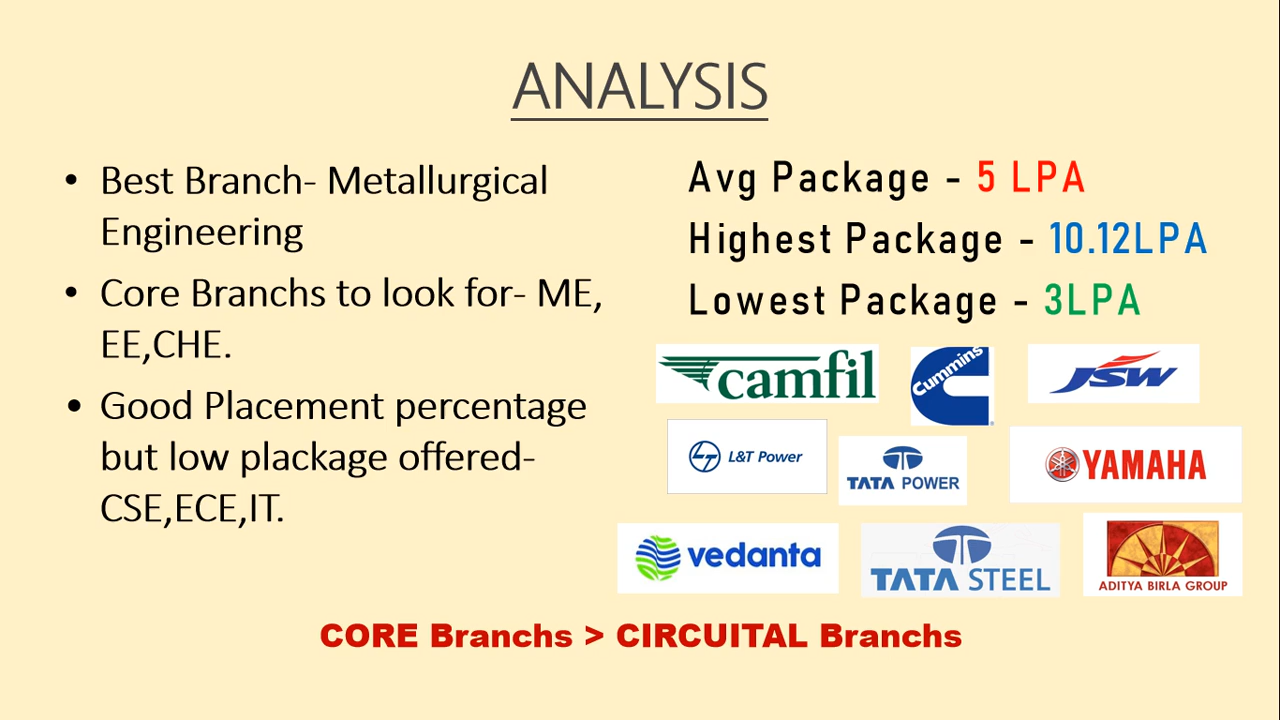 ANALYSIS
• Best Branch- Metallurgical
Engineering
• Core Branchs to look for- ME,
EE,CHE.
• Good Placement percentage
but low plackage offered-
CSE,ECE,IT.
Avg Package - 5 LPA
Highest Package - 10.12LPA
Lowest Package - 3LPA
camfil
Cummins
JSW
L&T Power
TATA POWER
YAMAHA
vedanta
TATA STEEL
ADITYA BIRLA GROUP
CORE Branchs > CIRCUITAL Branchs